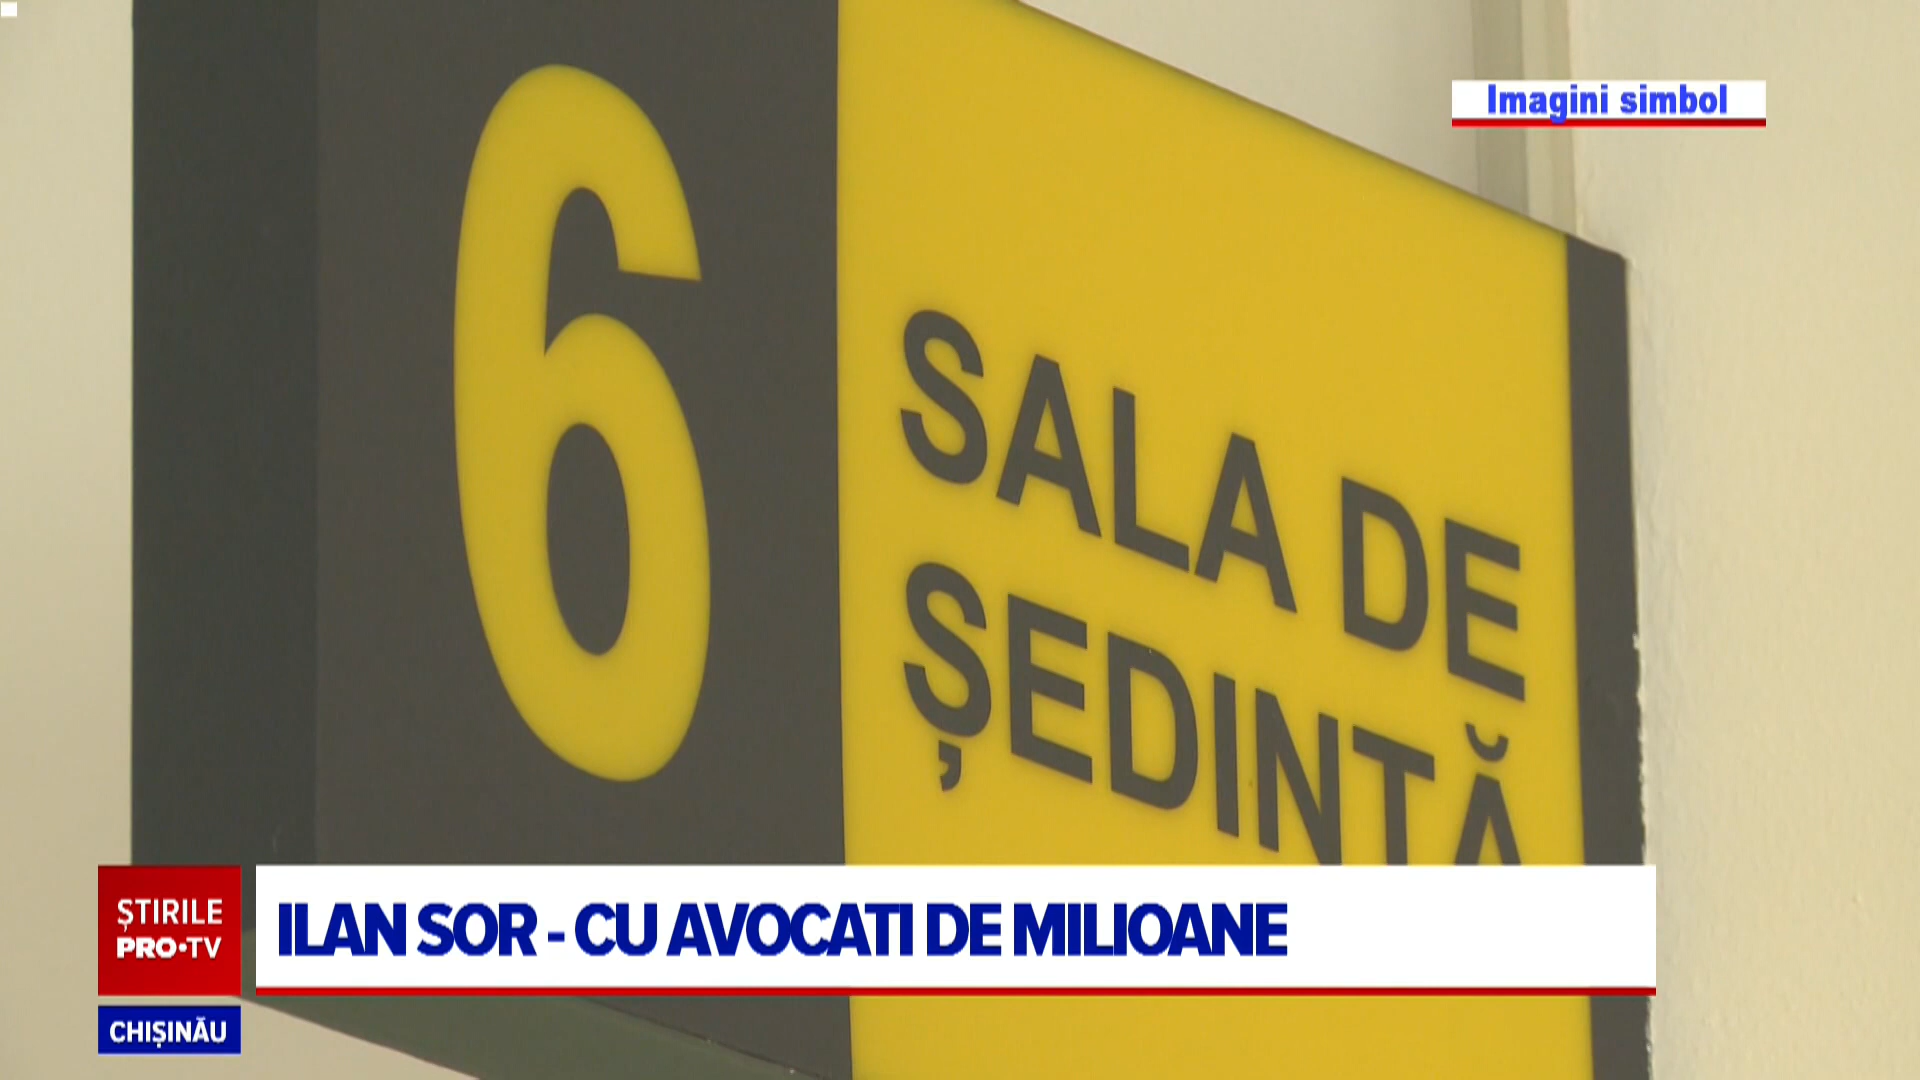 Imagini simbol
6
SALA DE
ȘEDINȚĂ
ȘTIRILE
PRO•TV
ILAN SOR - CU AVOCATI DE MILIOANE
CHIȘINĂU